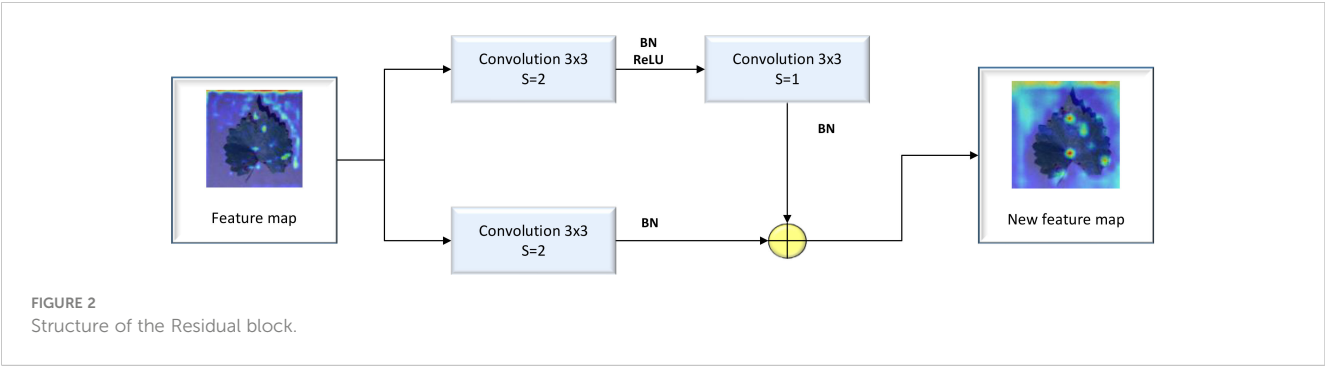 Feature map
Convolution 3x3
S=2
BN
ReLU
Convolution 3x3
S=1
BN
Convolution 3x3
S=2
BN
New feature map
FIGURE 2
Structure of the Residual block.